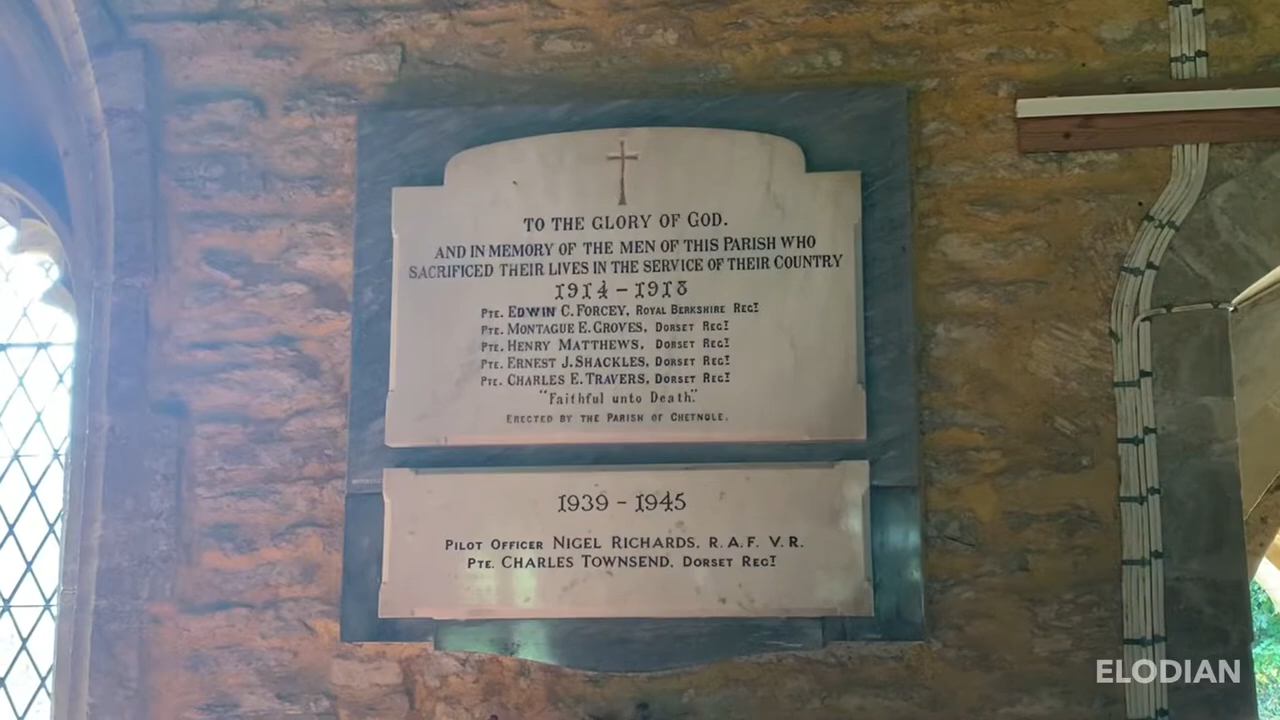 TO THE GLORY OF GOD.
AND IN MEMORY OF THE MEN OF THIS PARISH WHO
SACRIFICED THEIR LIVES IN THE SERVICE OF THEIR COUNTRY
1914 – 1918
PTE. EDWIN C. FORCEY, ROYAL BERKSHIRE REGT
PTE. MONTAGUE E. GROVES, DORSET REGT
PTE. HENRY MATTHEWS, DORSET REGT
PTE. ERNEST J. SHACKLES, DORSET REGT
PTE. CHARLES E. TRAVERS, DORSET REGT
"Faithful unto Death."
ERECTED BY THE PARISH OF CHETNOLE.
1939 – 1945
PILOT OFFICER NIGEL RICHARDS, R.A.F. V.R.
PTE. CHARLES TOWNSEND, DORSET REGT
ELODIAN